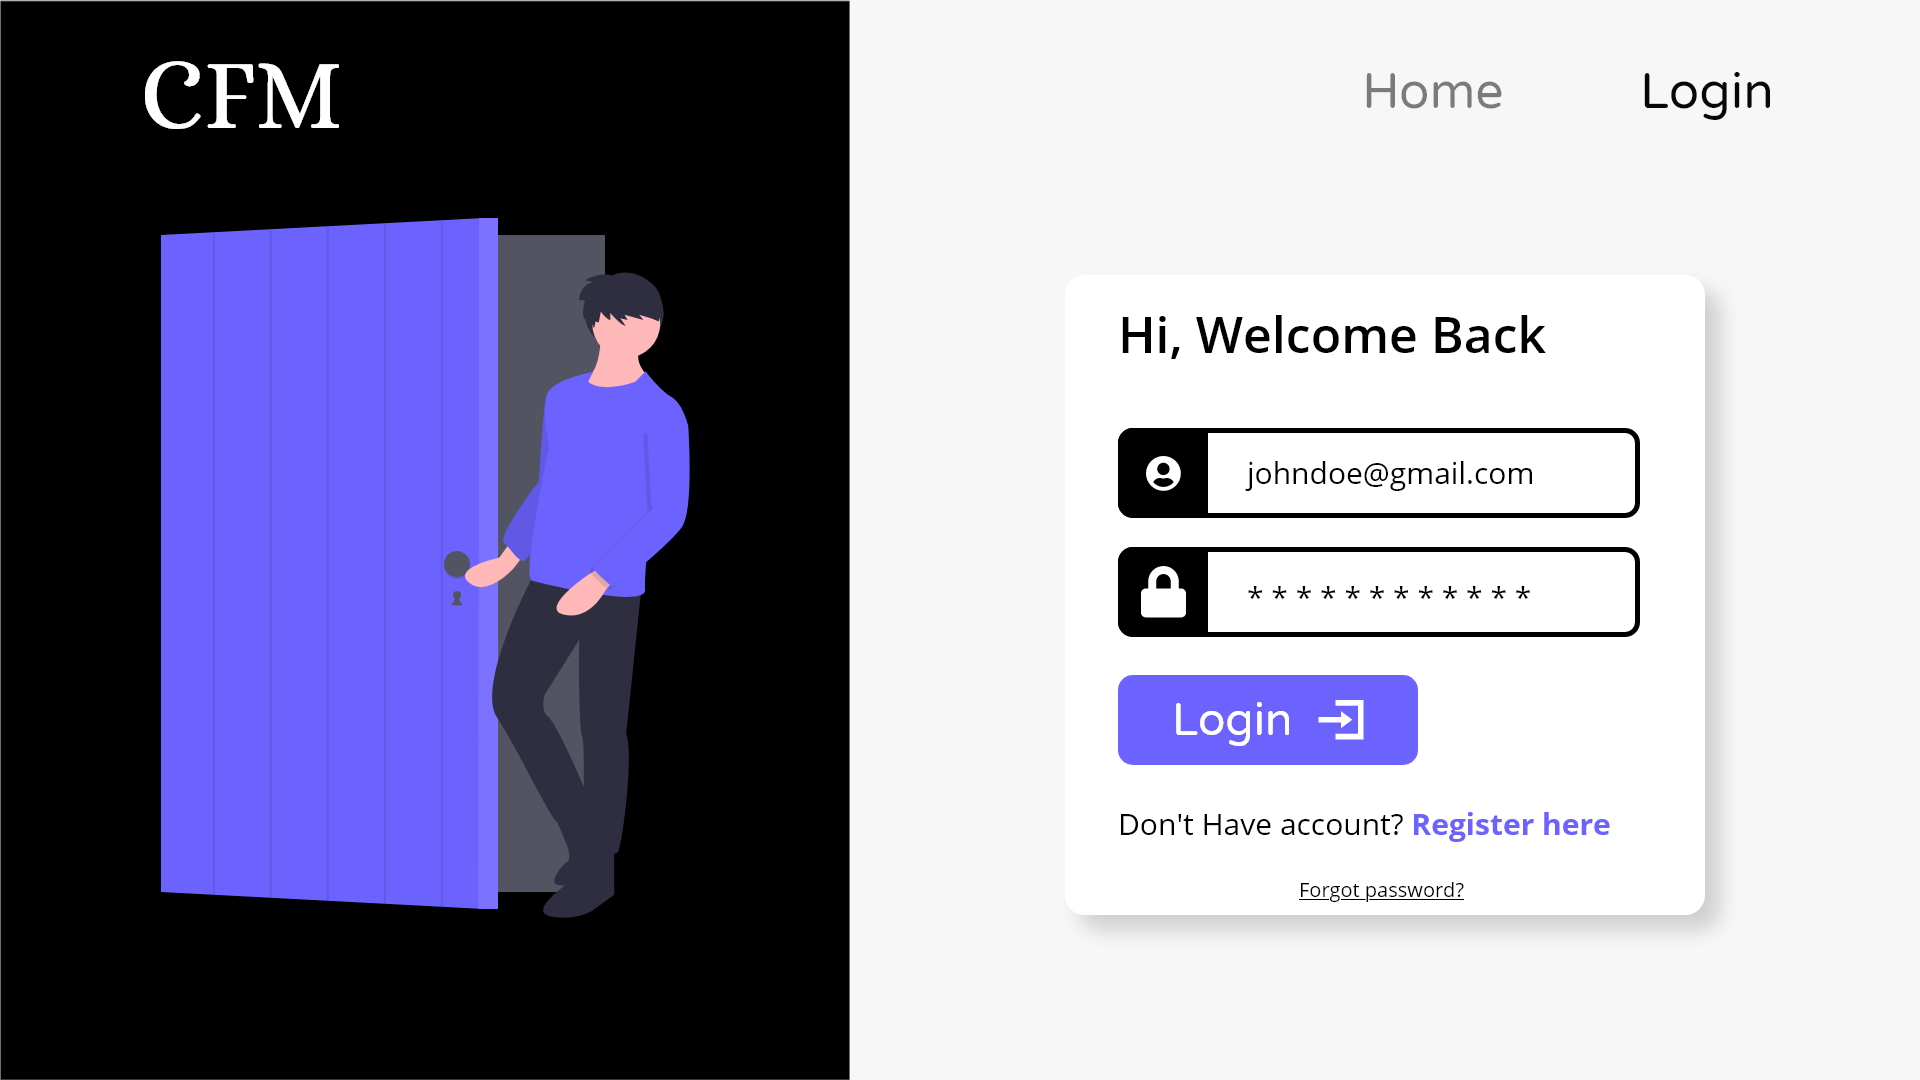 CFM
Home
Login
Hi, Welcome Back
johndoe@gmail.com
* * * * * * * * * * * *
Login
Don't Have account? Register here
Forgot password?